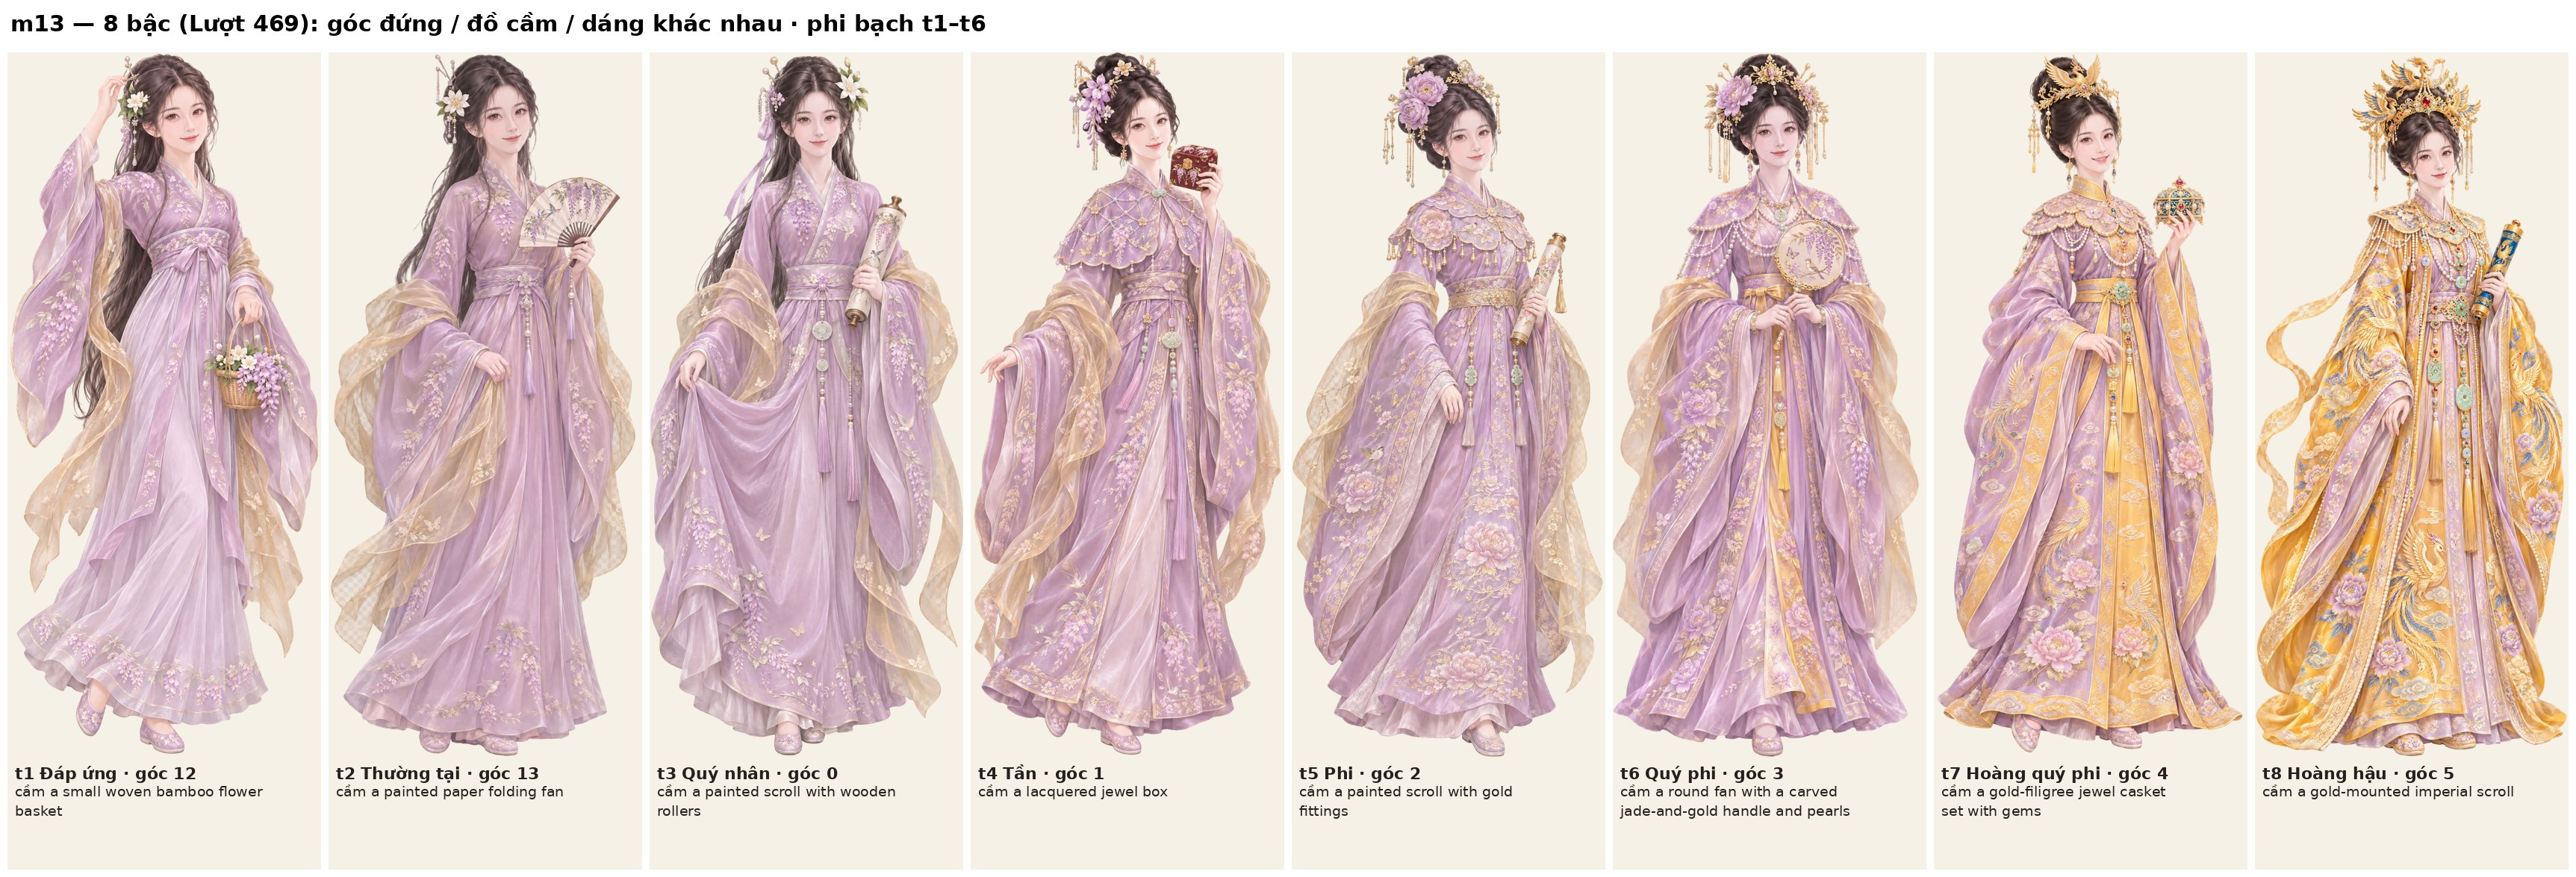 m13 — 8 bậc (Lượt 469): góc đứng / đồ cầm / dáng khác nhau · phi bạch t1–t6
t1 Đáp ứng · góc 12
cầm a small woven bamboo flower
basket
t2 Thường tại · góc 13
cầm a painted paper folding fan
t3 Quý nhân · góc 0
cầm a painted scroll with wooden
rollers
t4 Tần · góc 1
cầm a lacquered jewel box
t5 Phi · góc 2
cầm a painted scroll with gold
fittings
t6 Quý phi · góc 3
cầm a round fan with a carved
jade-and-gold handle and pearls
t7 Hoàng quý phi · góc 4
cầm a gold-filigree jewel casket
set with gems
t8 Hoàng hậu · góc 5
cầm a gold-mounted imperial scroll